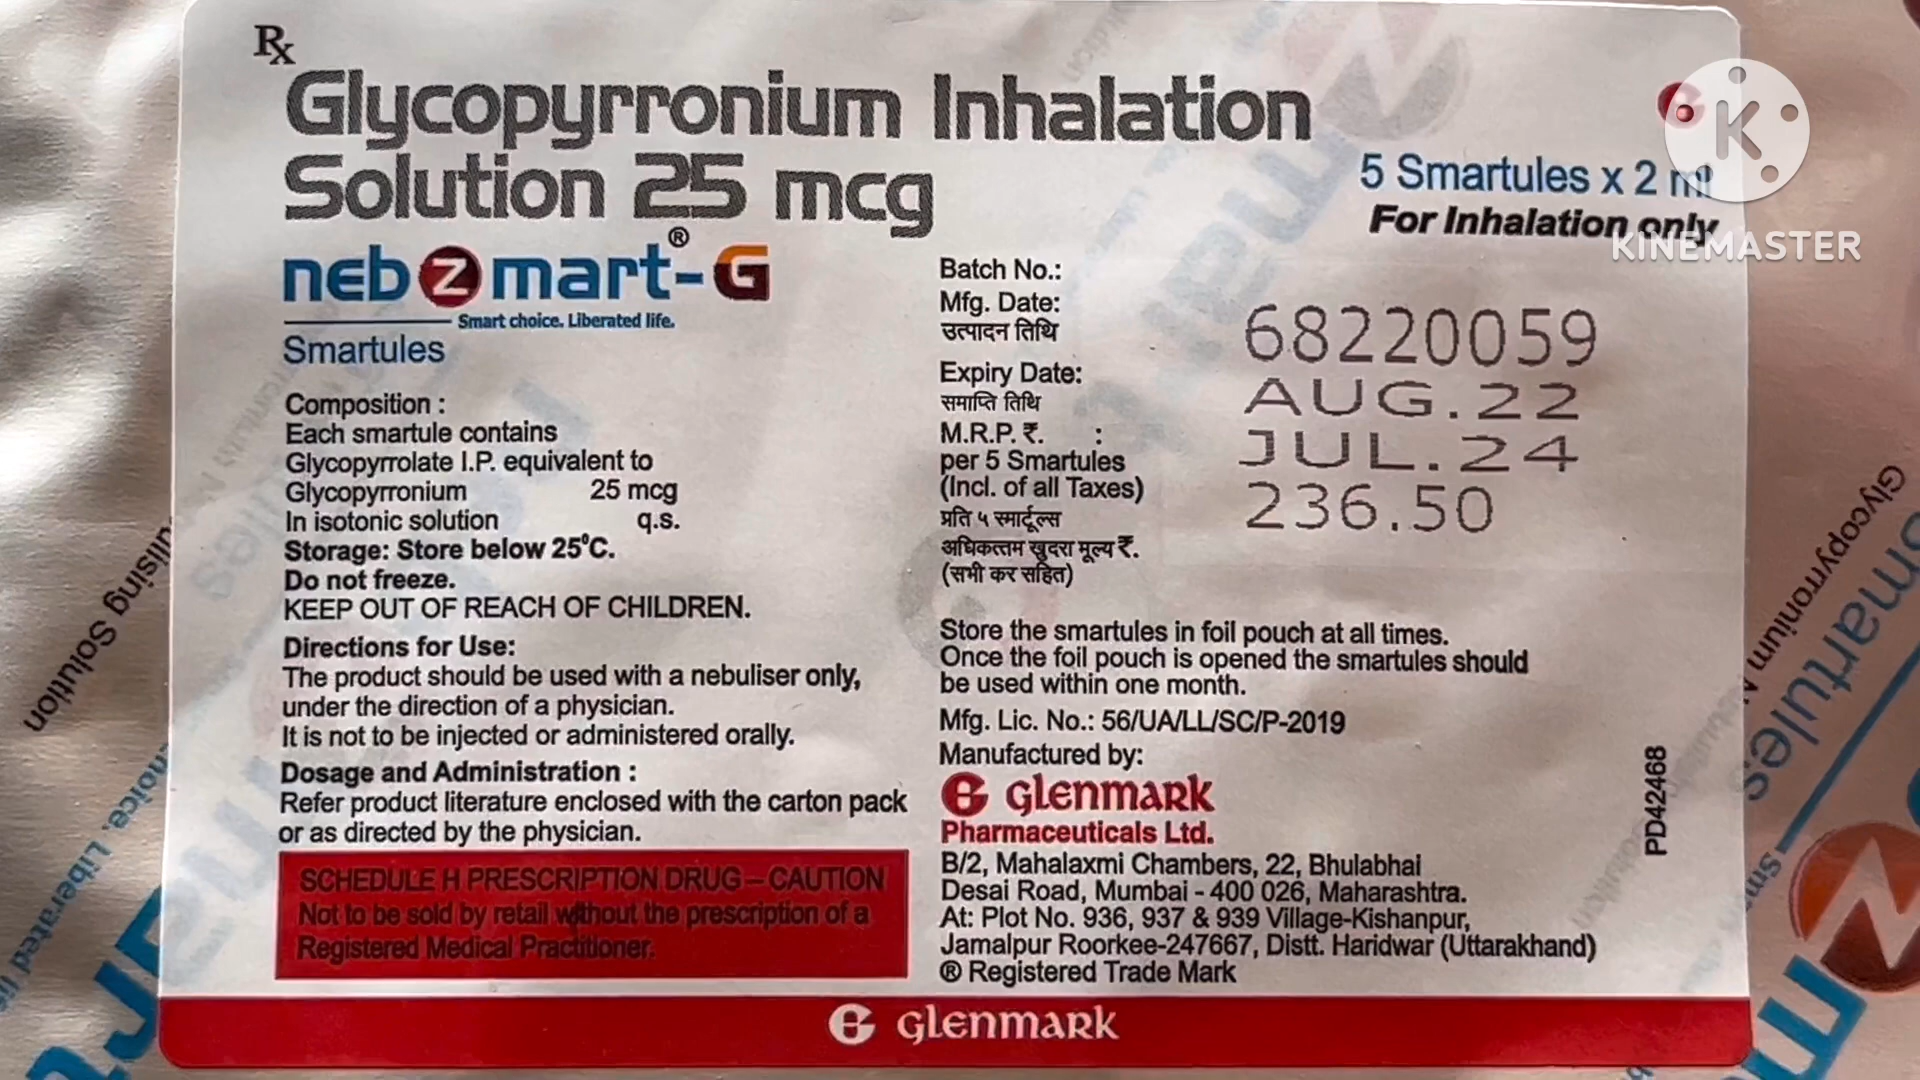 Rx
Glycopyrronium Inhalation
Solution 25 mcg
nebzmart®-G
Smart choice. Liberated life.
Smartules
Composition :
Each smartule contains
Glycopyrrolate I.P. equivalent to
Glycopyrronium 25 mcg
In isotonic solution q.s.
Storage: Store below 25°C.
Do not freeze.
KEEP OUT OF REACH OF CHILDREN.
Directions for Use:
The product should be used with a nebuliser only,
under the direction of a physician.
It is not to be injected or administered orally.
Dosage and Administration :
Refer product literature enclosed with the carton pack
or as directed by the physician.
SCHEDULE H PRESCRIPTION DRUG – CAUTION
Not to be sold by retail without the prescription of a
Registered Medical Practitioner.
5 Smartules x 2 ml
For Inhalation only
K
KINEMASTER
Batch No.:
Mfg. Date:
उत्पादन तिथि
Expiry Date:
समाप्ति तिथि
M.R.P. ₹. :
per 5 Smartules
(Incl. of all Taxes)
प्रति ५ स्मार्टूल्स
अधिकत्तम खुदरा मूल्य ₹.
(सभी कर सहित)
68220059
AUG.22
JUL.24
236.50
Store the smartules in foil pouch at all times.
Once the foil pouch is opened the smartules should
be used within one month.
Mfg. Lic. No.: 56/UA/LL/SC/P-2019
Manufactured by:
glenmark
Pharmaceuticals Ltd.
B/2, Mahalaxmi Chambers, 22, Bhulabhai
Desai Road, Mumbai - 400 026, Maharashtra.
At: Plot No. 936, 937 & 939 Village-Kishanpur,
Jamalpur Roorkee-247667, Distt. Haridwar (Uttarakhand)
® Registered Trade Mark
PD42468
glenmark
Solution
Liberated
Glycopyrronium
Smartules